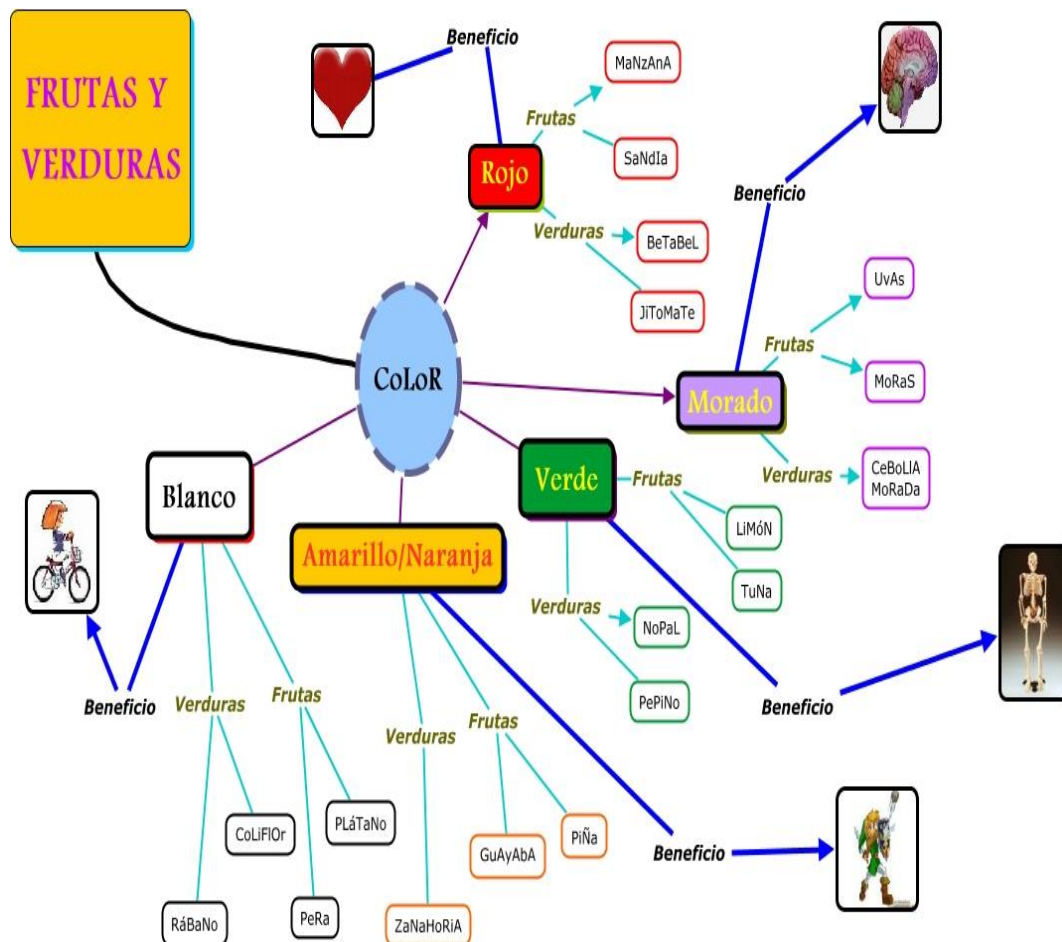 FRUTAS Y
VERDURAS
CoLoR
Beneficio
Rojo
Frutas
MaNzAnA
SaNdIa
Verduras
BeTaBeL
JiToMaTe
Beneficio
Morado
Frutas
UvAs
MoRaS
Verduras
CeBoLlA
MoRaDa
Verde
Frutas
LiMóN
TuNa
Verduras
NoPaL
PePiNo
Beneficio
Amarillo/Naranja
Verduras
ZaNaHoRiA
Frutas
GuAyAbA
PiÑa
Beneficio
Blanco
Beneficio
Verduras
RáBaNo
CoLiFlOr
Frutas
PeRa
PLáTaNo